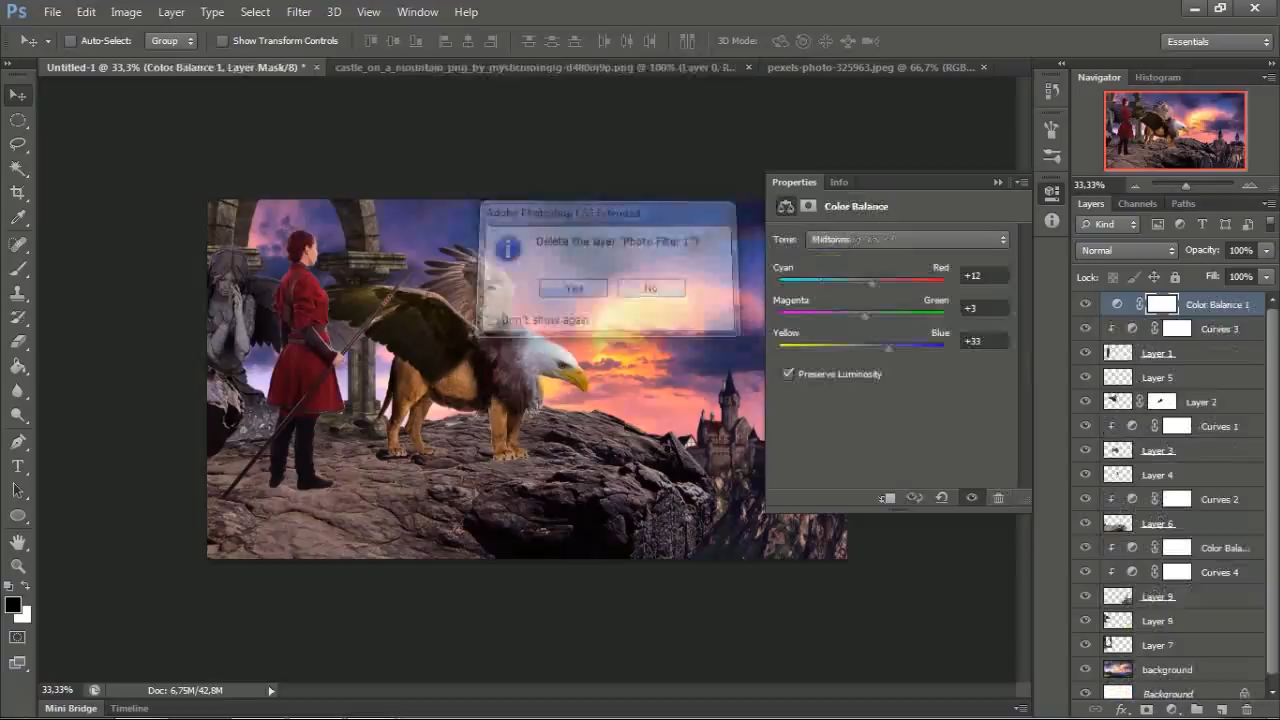 Ps File Edit Image Layer Type Select Filter 3D View Window Help
Auto-Select: Group Show Transform Controls 3D Mode: Essentials
Untitled-1 @ 33,3% (Color Balance 1, Layer Mask/8) * × × pexels-photo-325963.jpeg @ 66,7% (RGB... ×
Navigator Histogram
33,33%
Layers Channels Paths
Kind
Normal Opacity: 100%
Lock: Fill: 100%
Color Balance 1
Curves 3
Layer 1
Layer 5
Layer 2
Curves 1
Layer 3
Layer 4
Curves 2
Layer 6
Color Bala...
Curves 4
Layer 9
Layer 8
Layer 7
background
Background
Properties Info
Color Balance
Tone: Midtones
Cyan Red +12
Magenta Green +3
Yellow Blue +33
Preserve Luminosity
Adobe Photoshop CS6 Extended
Delete the layer "Photo Filter 1"?
Yes No
Don't show again
33,33% Doc: 6,75M/42,8M
Mini Bridge Timeline